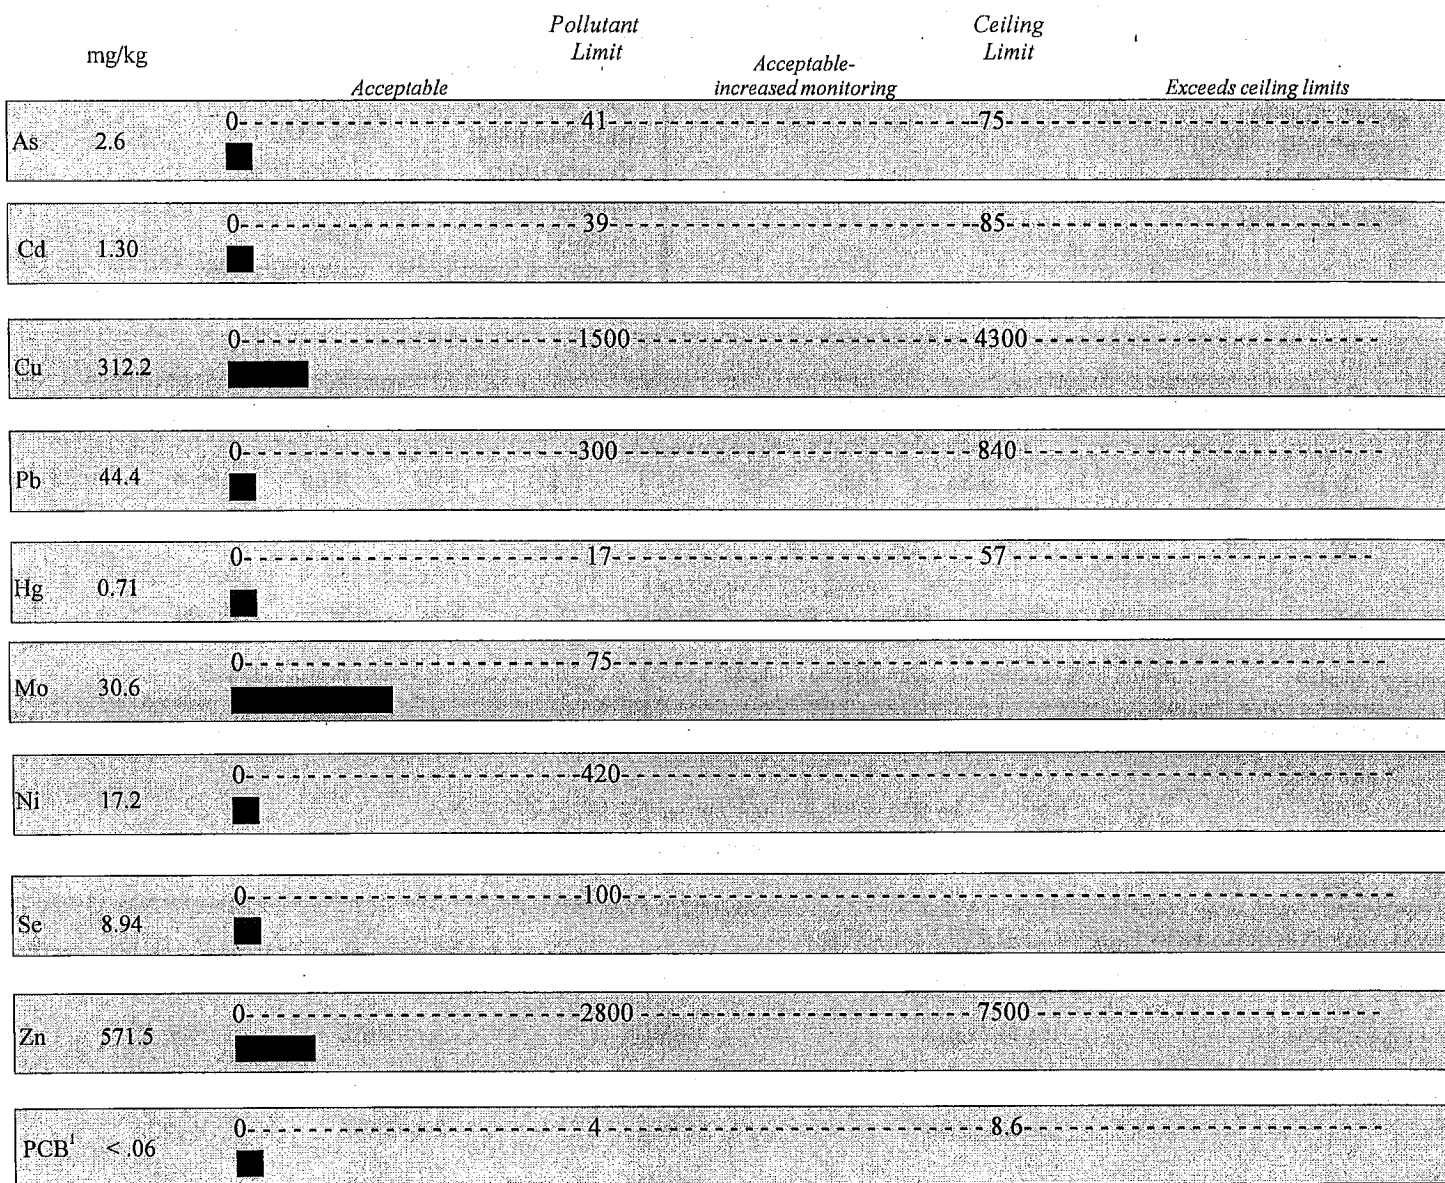 Pollutant Limit
Ceiling Limit
mg/kg
Acceptable
Acceptable-
increased monitoring
Exceeds ceiling limits
As 2.6 0 41 75
Cd 1.30 0 39 85
Cu 312.2 0 1500 4300
Pb 44.4 0 300 840
Hg 0.71 0 17 57
Mo 30.6 0 75
Ni 17.2 0 420
Se 8.94 0 100
Zn 571.5 0 2800 7500
PCB¹ < .06 0 4 8.6